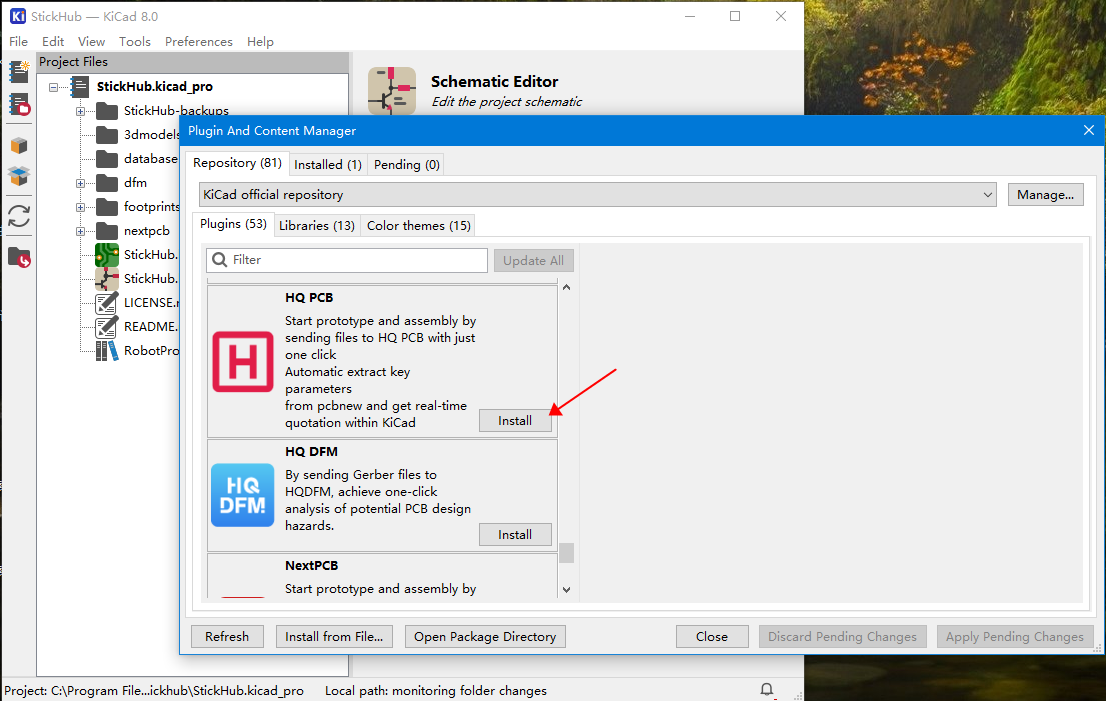 StickHub — KiCad 8.0
File Edit View Tools Preferences Help
Project Files
StickHub.kicad_pro
StickHub-backups
3dmodels
database
dfm
footprints
nextpcb
StickHub.
StickHub.
LICENSE.
README.
RobotPro
Schematic Editor
Edit the project schematic
Plugin And Content Manager
Repository (81) Installed (1) Pending (0)
KiCad official repository
Manage...
Plugins (53) Libraries (13) Color themes (15)
Filter
Update All
HQ PCB
H
Start prototype and assembly by
sending files to HQ PCB with just
one click
Automatic extract key
parameters
from pcbnew and get real-time
quotation within KiCad
Install
HQ DFM
HQ
DFM
By sending Gerber files to
HQDFM, achieve one-click
analysis of potential PCB design
hazards.
Install
NextPCB
Start prototype and assembly by
Refresh Install from File... Open Package Directory Close Discard Pending Changes Apply Pending Changes
Project: C:\Program File...ickhub\StickHub.kicad_pro Local path: monitoring folder changes